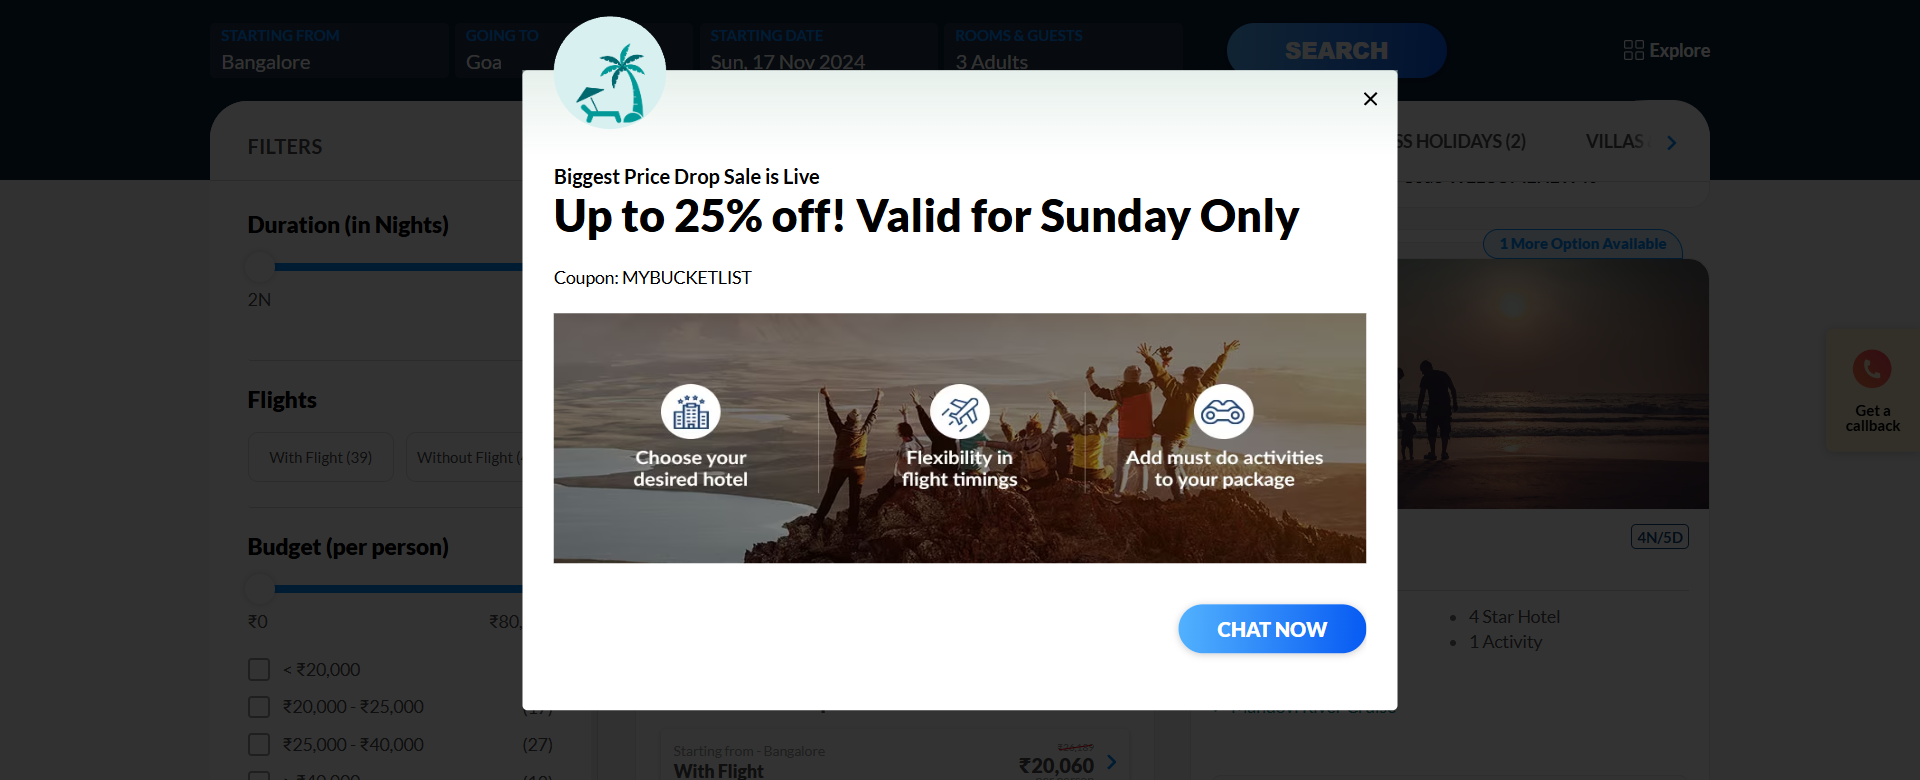 STARTING FROM
Bangalore
GOING TO
Goa
STARTING DATE
Sun, 17 Nov 2024
ROOMS & GUESTS
3 Adults
SEARCH
Explore
FILTERS
SS HOLIDAYS (2)
VILLAS
Duration (in Nights)
2N
Flights
With Flight (39)
Without Flight (
Budget (per person)
₹0
₹80,
< ₹20,000
₹20,000 - ₹25,000
₹25,000 - ₹40,000
(27)
Biggest Price Drop Sale is Live
Up to 25% off! Valid for Sunday Only
Coupon: MYBUCKETLIST
Choose your
desired hotel
Flexibility in
flight timings
Add must do activities
to your package
CHAT NOW
1 More Option Available
4N/5D
4 Star Hotel
1 Activity
Get a
callback
Starting from - Bangalore
With Flight
₹20,060